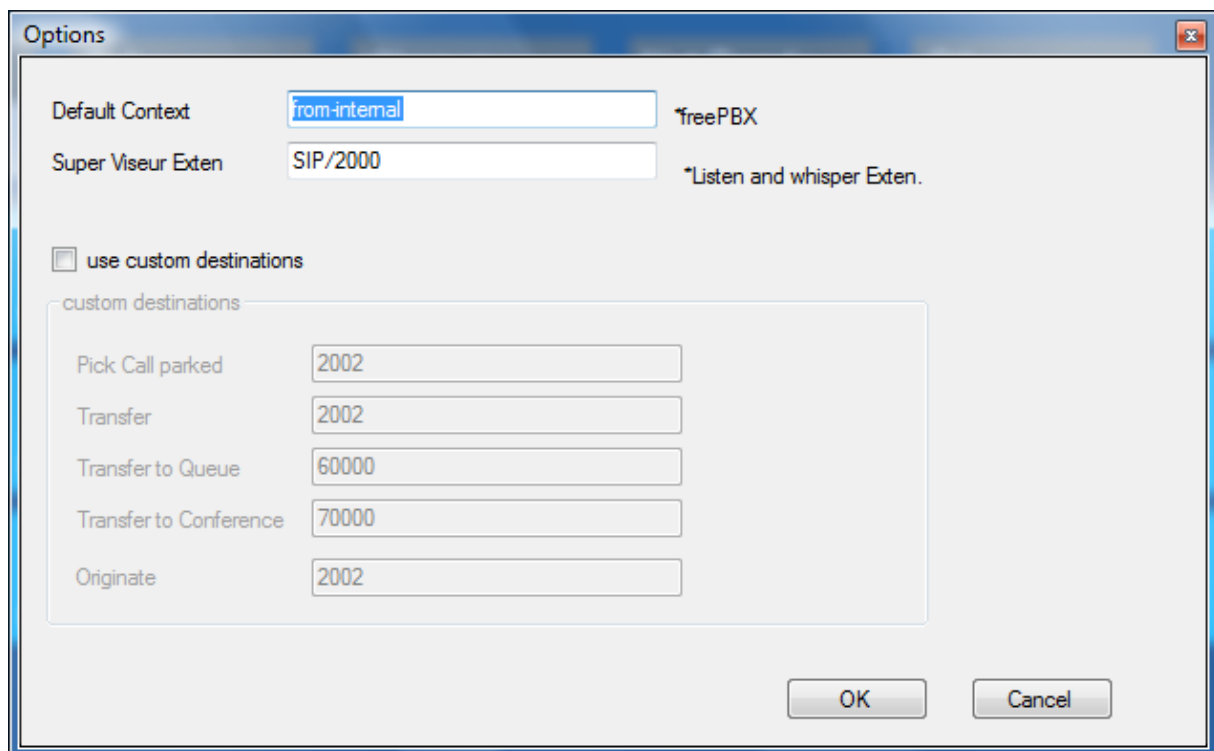 Options
Default Context from-internal *freePBX
Super Viseur Exten SIP/2000 *Listen and whisper Exten.
use custom destinations
custom destinations
Pick Call parked 2002
Transfer 2002
Transfer to Queue 60000
Transfer to Conference 70000
Originate 2002
OK Cancel